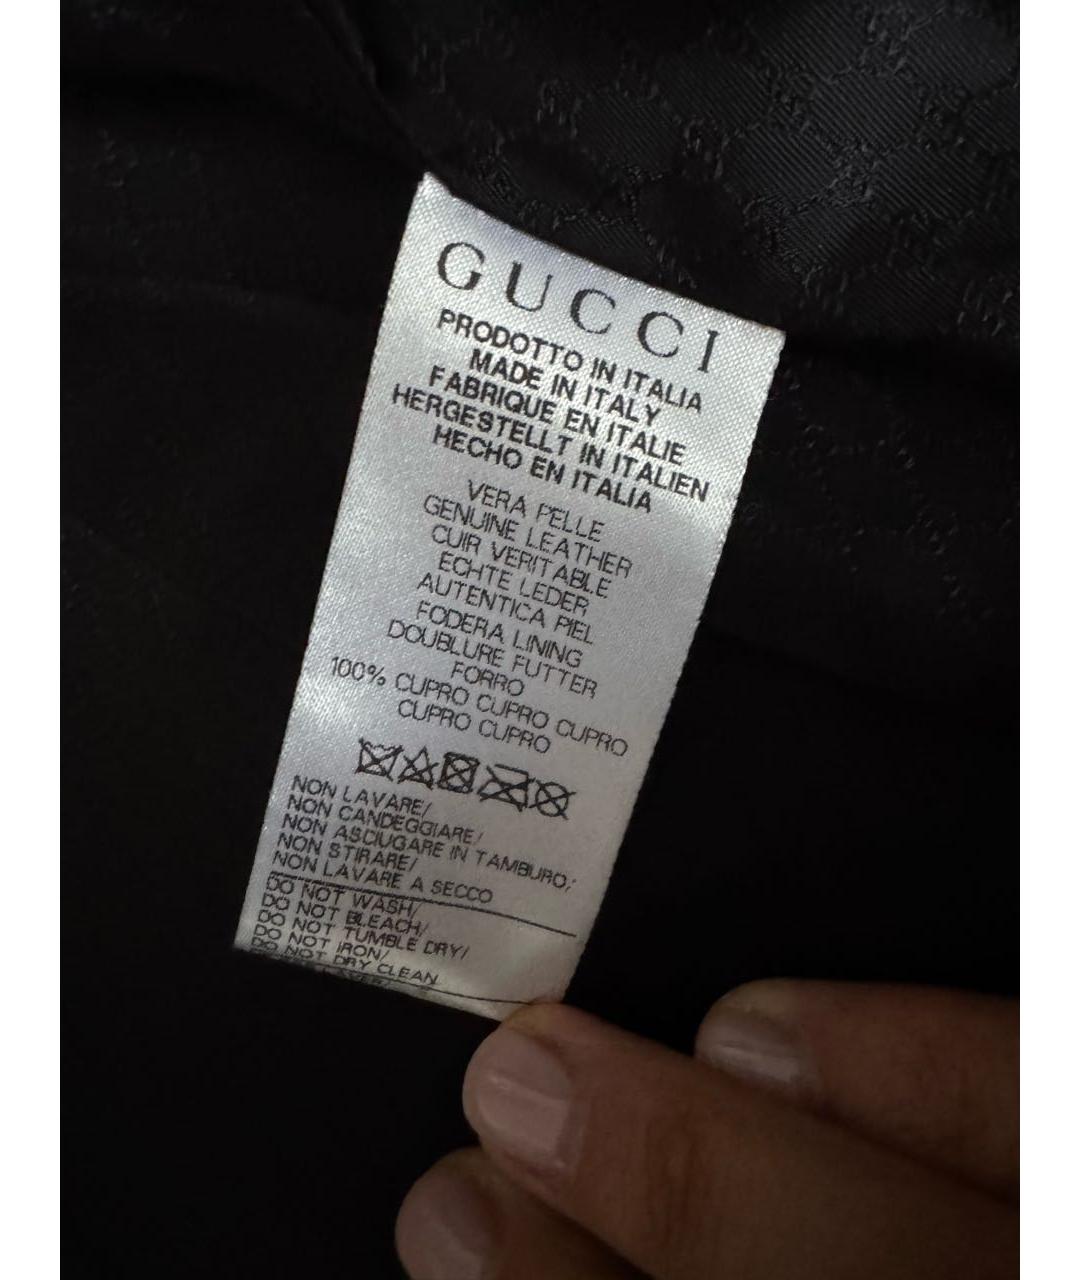 GUCCI
PRODOTTO IN ITALIA
MADE IN ITALY
FABRIQUE EN ITALIE
HERGESTELLT IN ITALIEN
HECHO EN ITALIA
VERA PELLE
GENUINE LEATHER
CUIR VERITABLE
ECHTE LEDER
AUTENTICA PIEL
FODERA LINING
DOUBLURE FUTTER
FORRO
100% CUPRO CUPRO CUPRO
CUPRO CUPRO
NON LAVARE/
NON CANDEGGIARE/
NON ASCIUGARE IN TAMBURO;
NON STIRARE/
NON LAVARE A SECCO
DO NOT WASH/
DO NOT BLEACH/
DO NOT TUMBLE DRY/
DO NOT IRON/
DO NOT DRY CLEAN